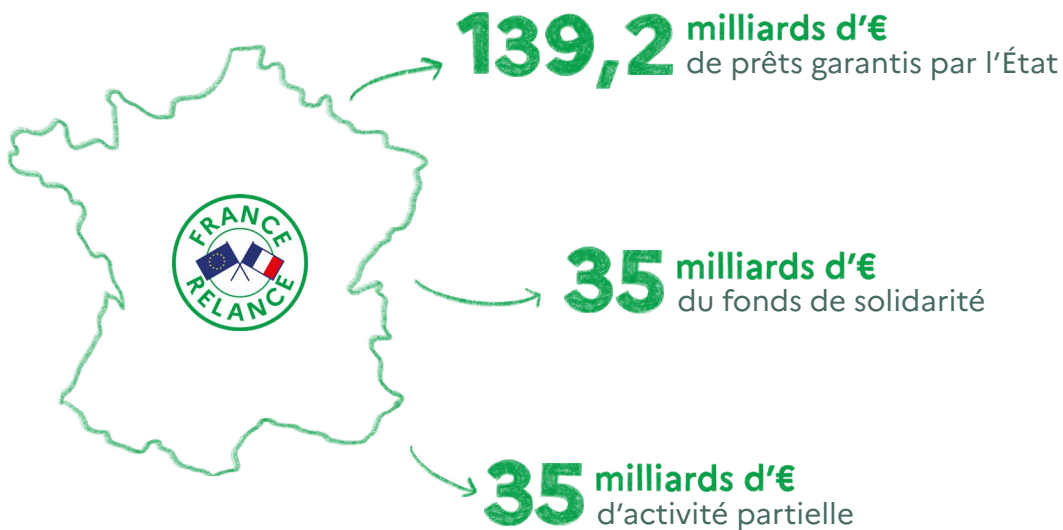 139,2 milliards d'€
de prêts garantis par l'État
FRANCE
RELANCE
35 milliards d'€
du fonds de solidarité
35 milliards d'€
d'activité partielle